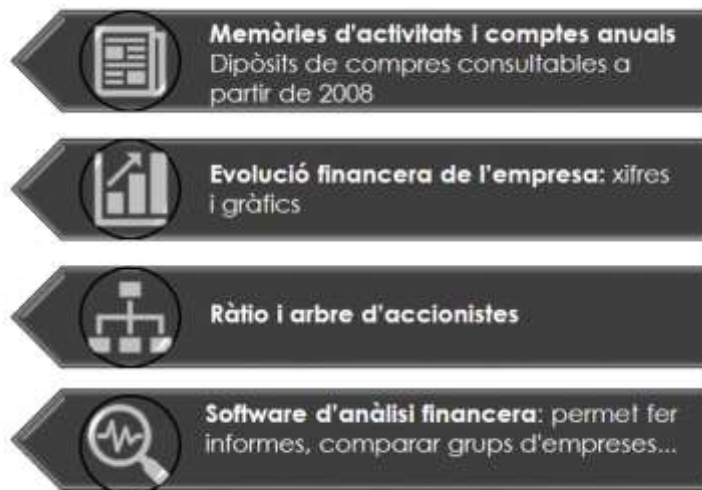 Memòries d'activitats i comptes anuals
Dipòsits de compres consultables a
partir de 2008
Evolució financera de l'empresa: xifres
i gràfics
Ràtio i arbre d'accionistes
Software d'anàlisi financera: permet fer
informes, comparar grups d'empreses...